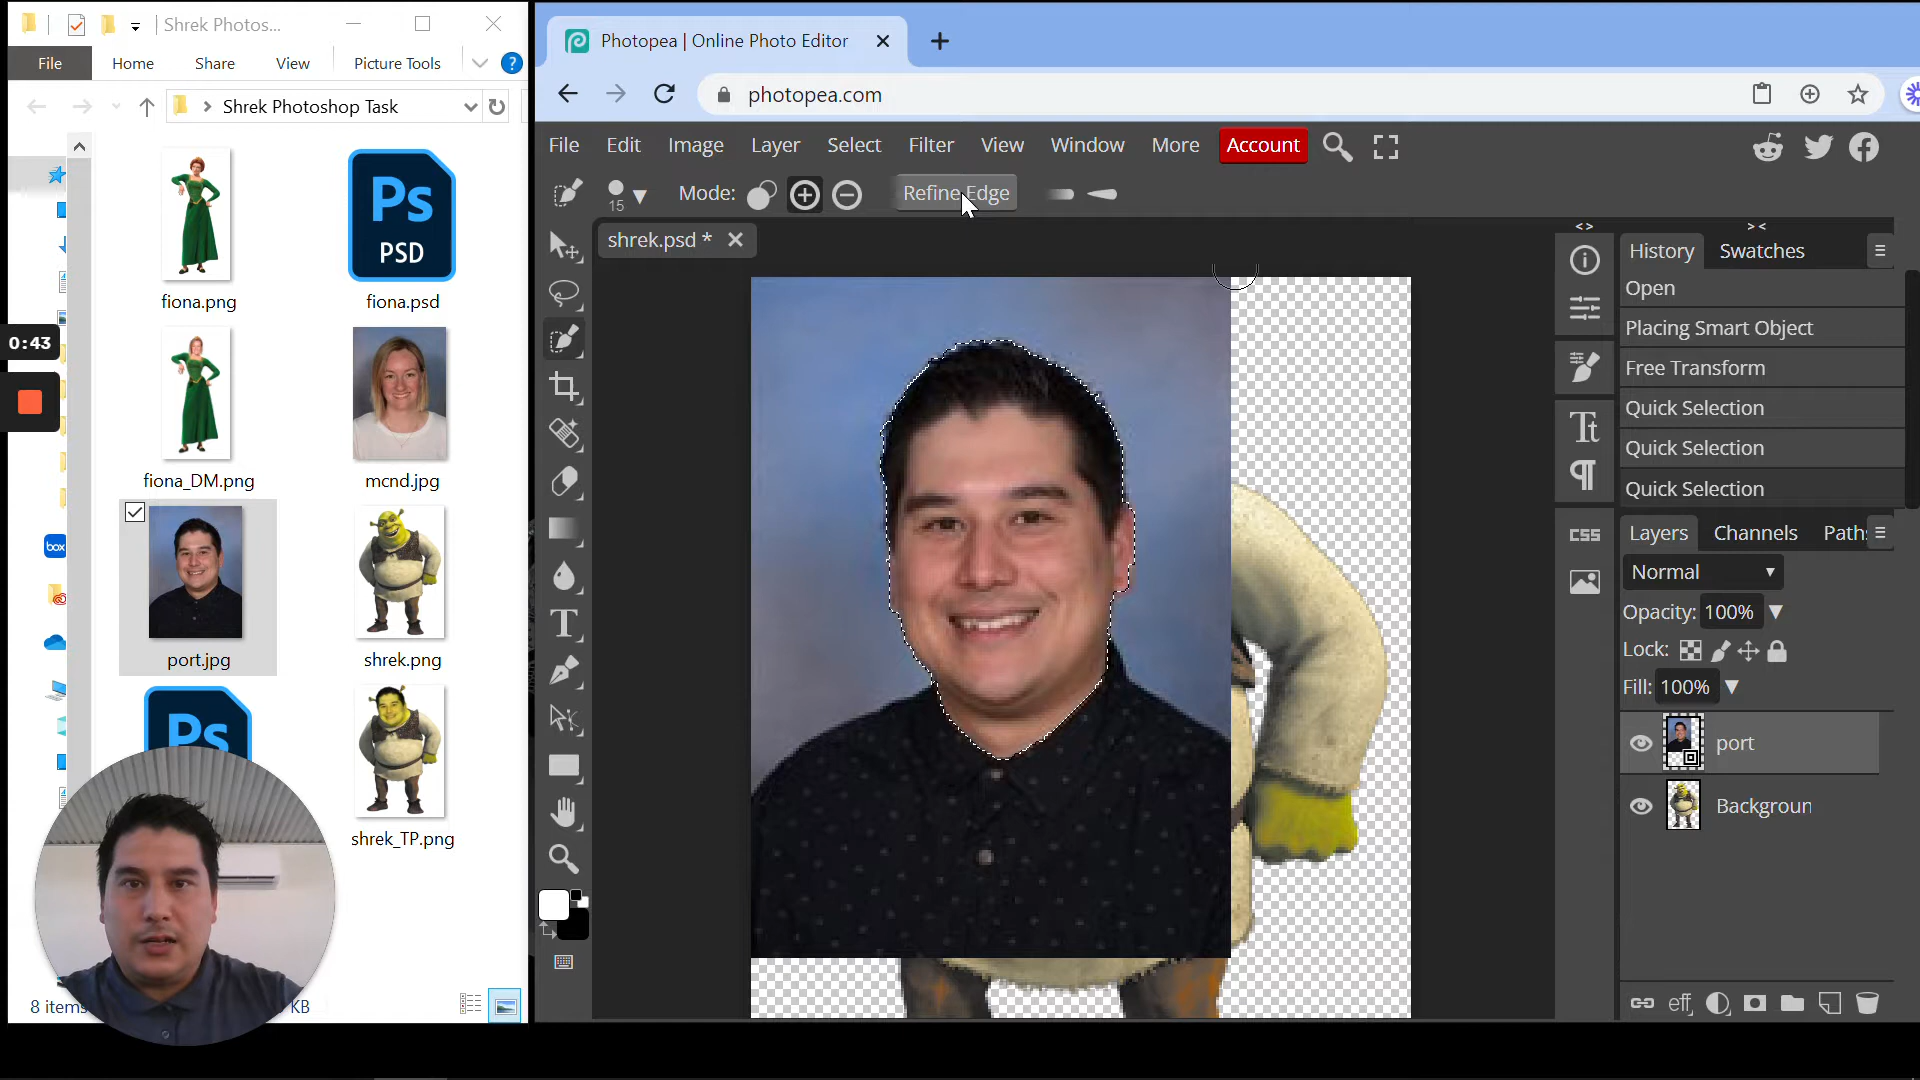 Shrek Photos...
File Home Share View Picture Tools
Shrek Photoshop Task
fiona.png
Ps
PSD
fiona.psd
0:43
fiona_DM.png
mcnd.jpg
box
port.jpg
shrek.png
Ps
shrek_TP.png
8 items
KB
Photopea | Online Photo Editor
photopea.com
File Edit Image Layer Select Filter View Window More Account
15
Mode:
Refine Edge
shrek.psd *
History Swatches
Open
Placing Smart Object
Free Transform
Quick Selection
Quick Selection
Quick Selection
Layers Channels Path
CSS
Normal
Opacity: 100%
Lock:
Fill: 100%
port
Backgroun
eff